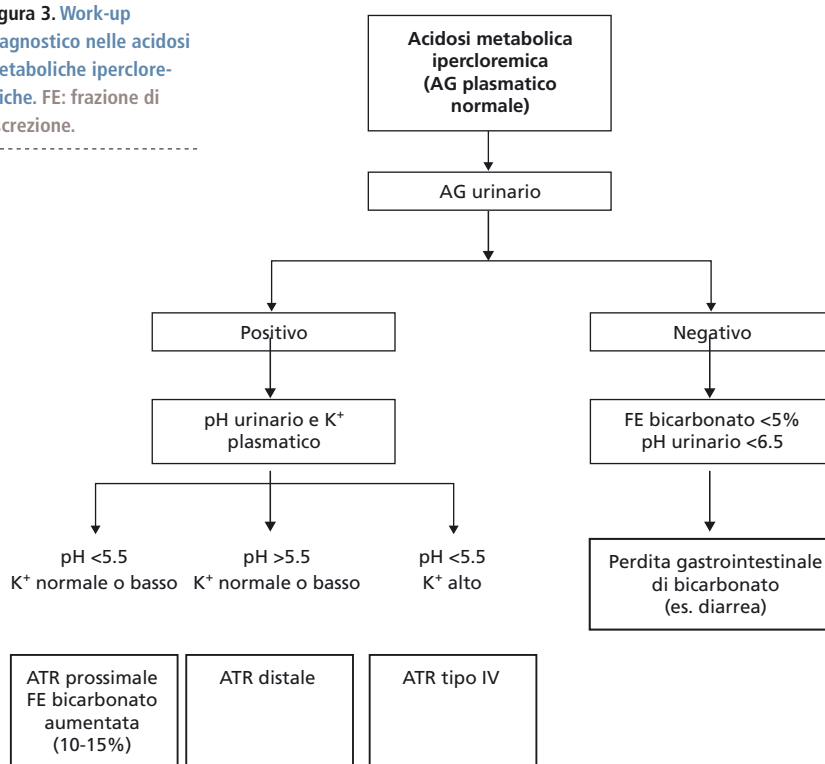 gura 3. Work-up
agnostico nelle acidosi
etaboliche iperclore-
iche. FE: frazione di
screzione.
Acidosi metabolica
ipercloremica
(AG plasmatico
normale)
AG urinario
Positivo
Negativo
pH urinario e K⁺
plasmatico
FE bicarbonato <5%
pH urinario <6.5
pH <5.5
K⁺ normale o basso
pH >5.5
K⁺ normale o basso
pH <5.5
K⁺ alto
Perdita gastrointestinale
di bicarbonato
(es. diarrea)
ATR prossimale
FE bicarbonato
aumentata
(10-15%)
ATR distale
ATR tipo IV